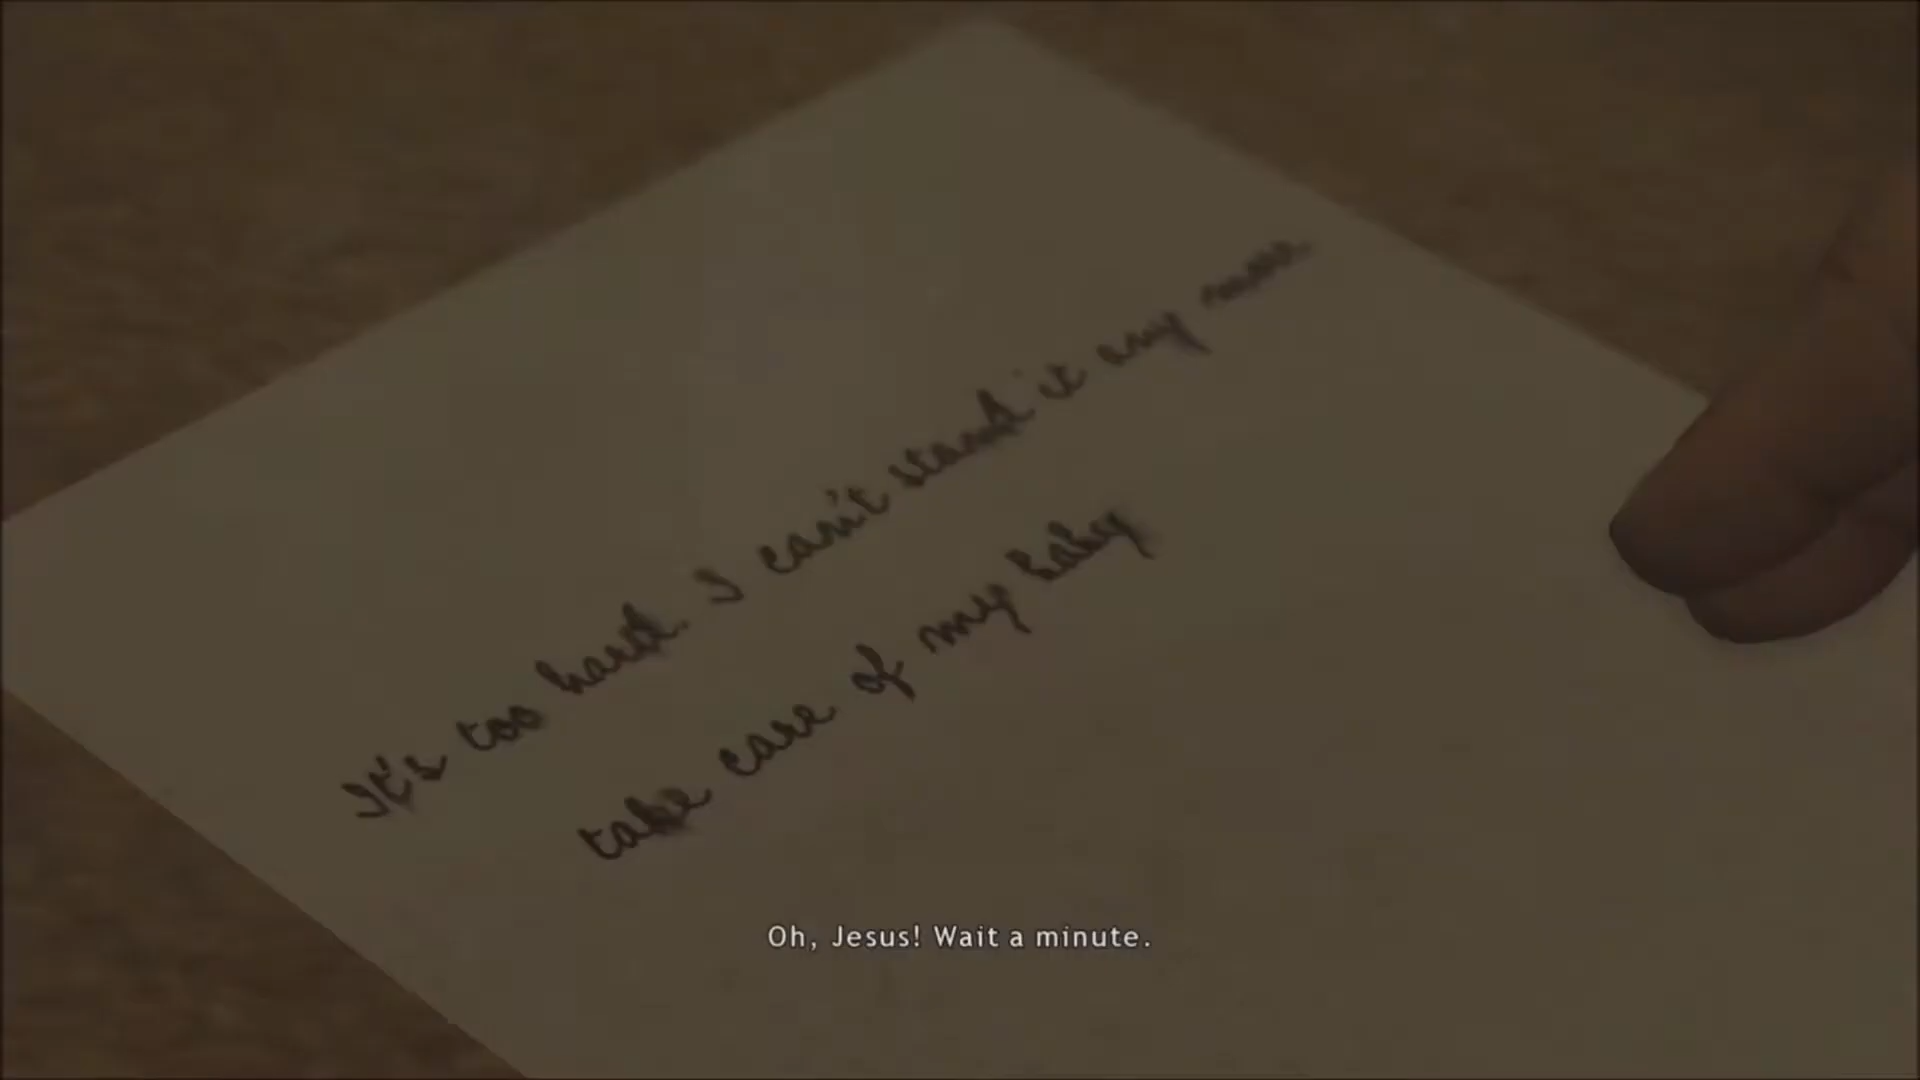 It's too hard. I can't stand it any more
take care of my baby
Oh, Jesus! Wait a minute.